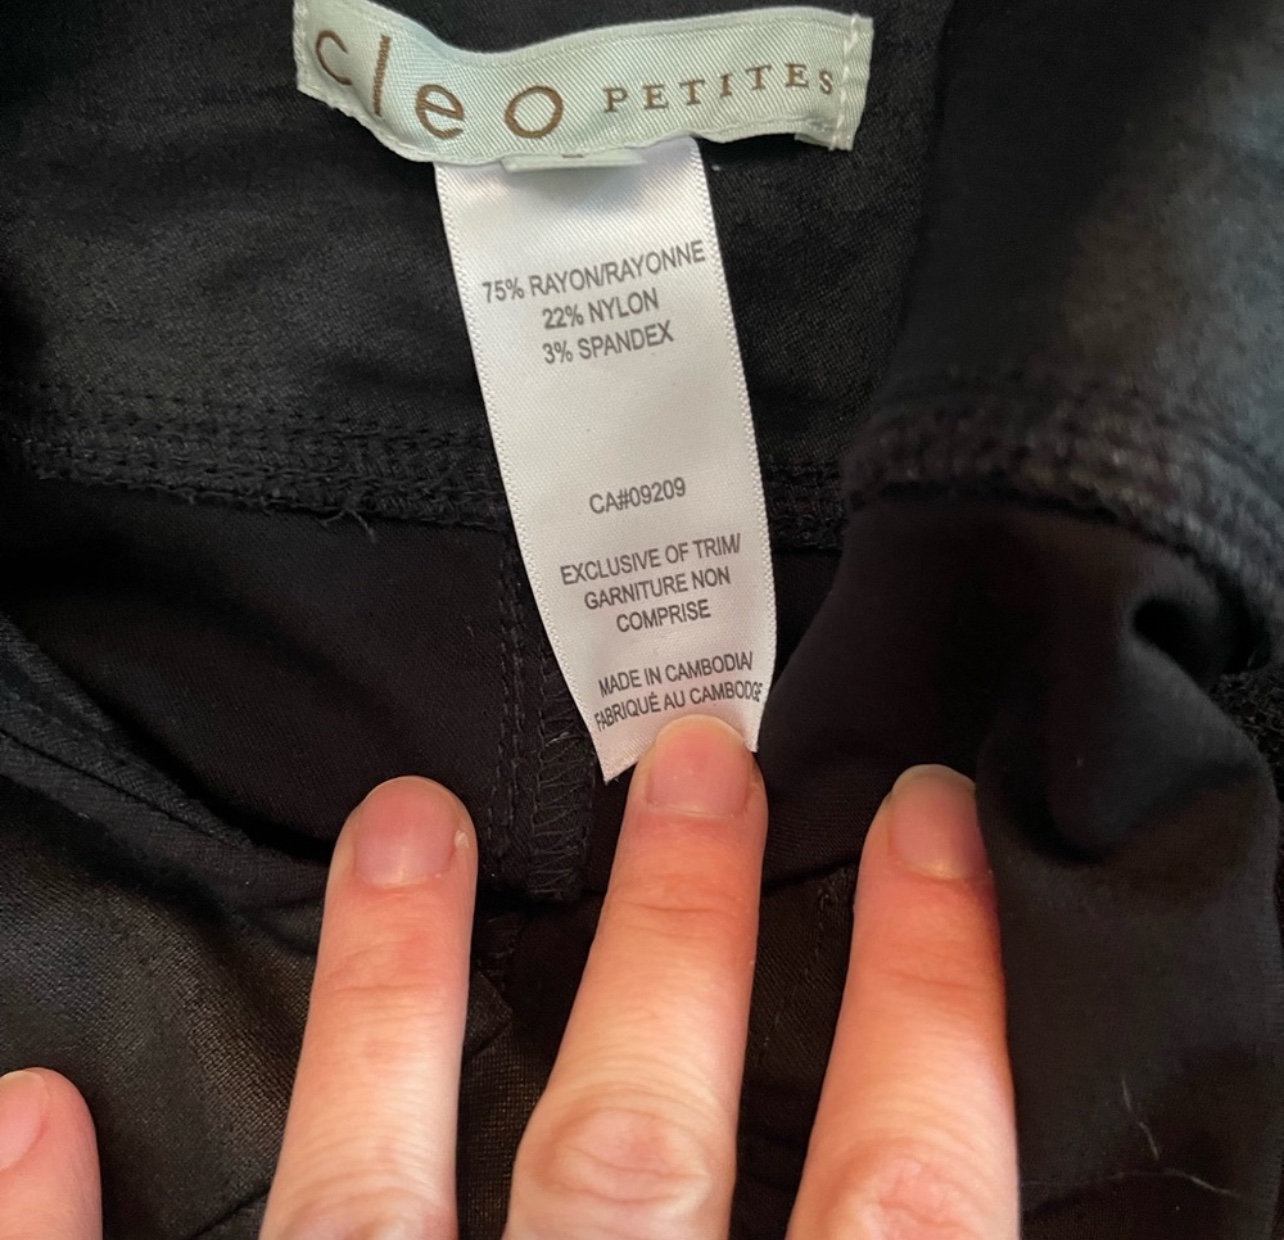 cleo PETITES
75% RAYON/RAYONNE
22% NYLON
3% SPANDEX
CA#09209
EXCLUSIVE OF TRIM/
GARNITURE NON
COMPRISE
MADE IN CAMBODIA/
FABRIQUÉ AU CAMBODGE